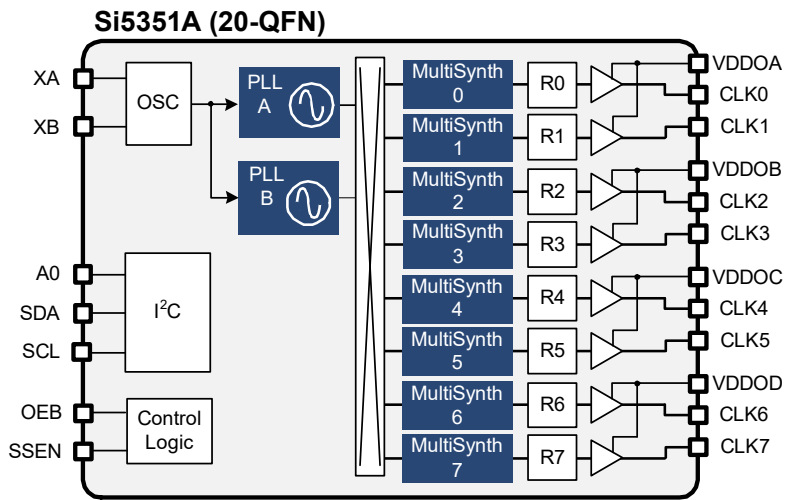 Si5351A (20-QFN)
XA
XB
OSC
PLL
A
PLL
B
A0
SDA
SCL
I²C
OEB
SSEN
Control
Logic
MultiSynth
0
R0
MultiSynth
1
R1
MultiSynth
2
R2
MultiSynth
3
R3
MultiSynth
4
R4
MultiSynth
5
R5
MultiSynth
6
R6
MultiSynth
7
R7
VDDOA
CLK0
CLK1
VDDOB
CLK2
CLK3
VDDOC
CLK4
CLK5
VDDOD
CLK6
CLK7